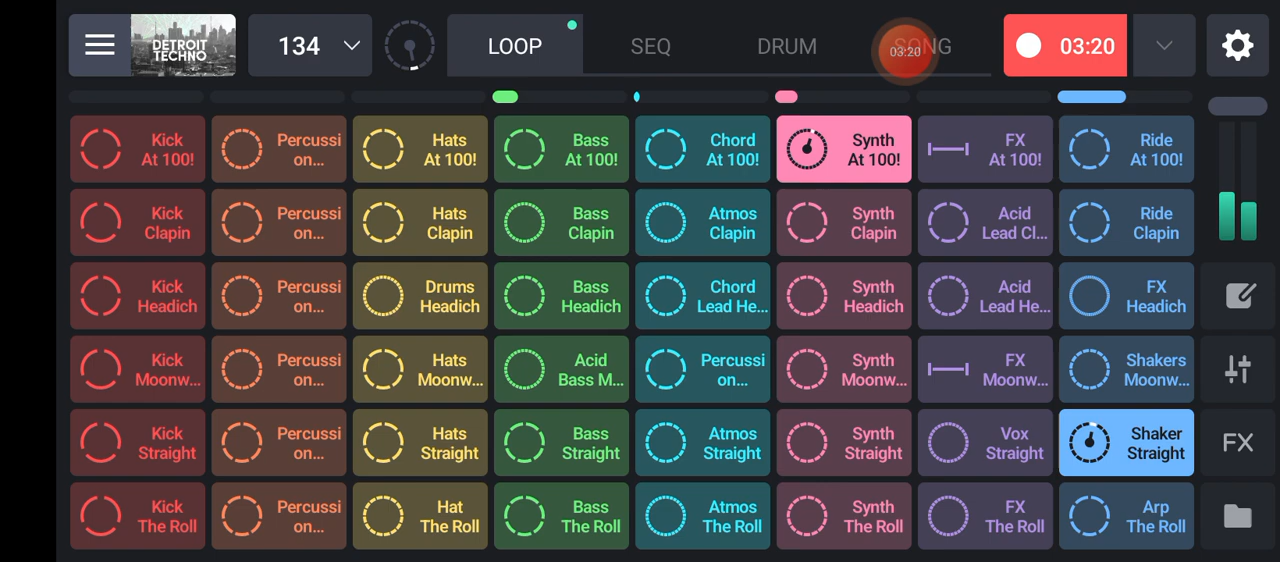 DETROIT
TECHNO
134
LOOP
SEQ
DRUM
SONG
03:20
03:20
Kick
At 100!
Percussi
on...
Hats
At 100!
Bass
At 100!
Chord
At 100!
Synth
At 100!
FX
At 100!
Ride
At 100!
Kick
Clapin
Percussi
on...
Hats
Clapin
Bass
Clapin
Atmos
Clapin
Synth
Clapin
Acid
Lead Cl...
Ride
Clapin
Kick
Headich
Percussi
on...
Drums
Headich
Bass
Headich
Chord
Lead He...
Synth
Headich
Acid
Lead He...
FX
Headich
Kick
Moonw...
Percussi
on...
Hats
Moonw...
Acid
Bass M...
Percussi
on...
Synth
Moonw...
FX
Moonw...
Shakers
Moonw...
Kick
Straight
Percussi
on...
Hats
Straight
Bass
Straight
Atmos
Straight
Synth
Straight
Vox
Straight
Shaker
Straight
FX
Kick
The Roll
Percussi
on...
Hat
The Roll
Bass
The Roll
Atmos
The Roll
Synth
The Roll
FX
The Roll
Arp
The Roll